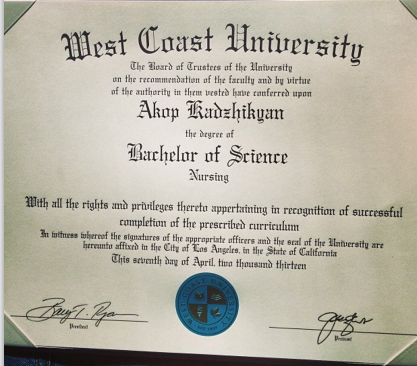 West Coast University
The Board of Trustees of the University
on the recommendation of the faculty and by virtue
of the authority in them vested have conferred upon
Akop Kadzhikyan
the degree of
Bachelor of Science
Nursing
With all the rights and privileges thereto appertaining in recognition of successful
completion of the prescribed curriculum
In witness whereof the signatures of the appropriate officers and the seal of the University are
hereunto affixed in the City of Los Angeles, in the State of California
This seventh day of April, two thousand thirteen
WEST COAST UNIVERSITY
President